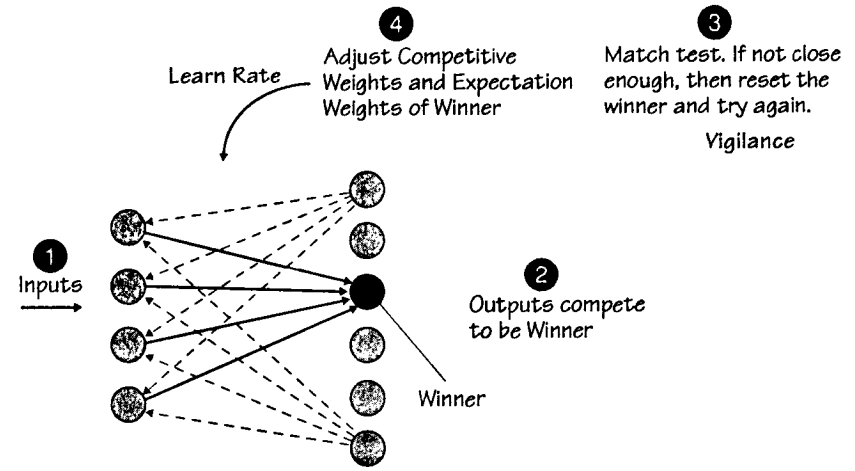 4
Adjust Competitive
Weights and Expectation
Weights of Winner
3
Match test. If not close
enough, then reset the
winner and try again.
Vigilance
Learn Rate
1
Inputs
2
Outputs compete
to be Winner
Winner